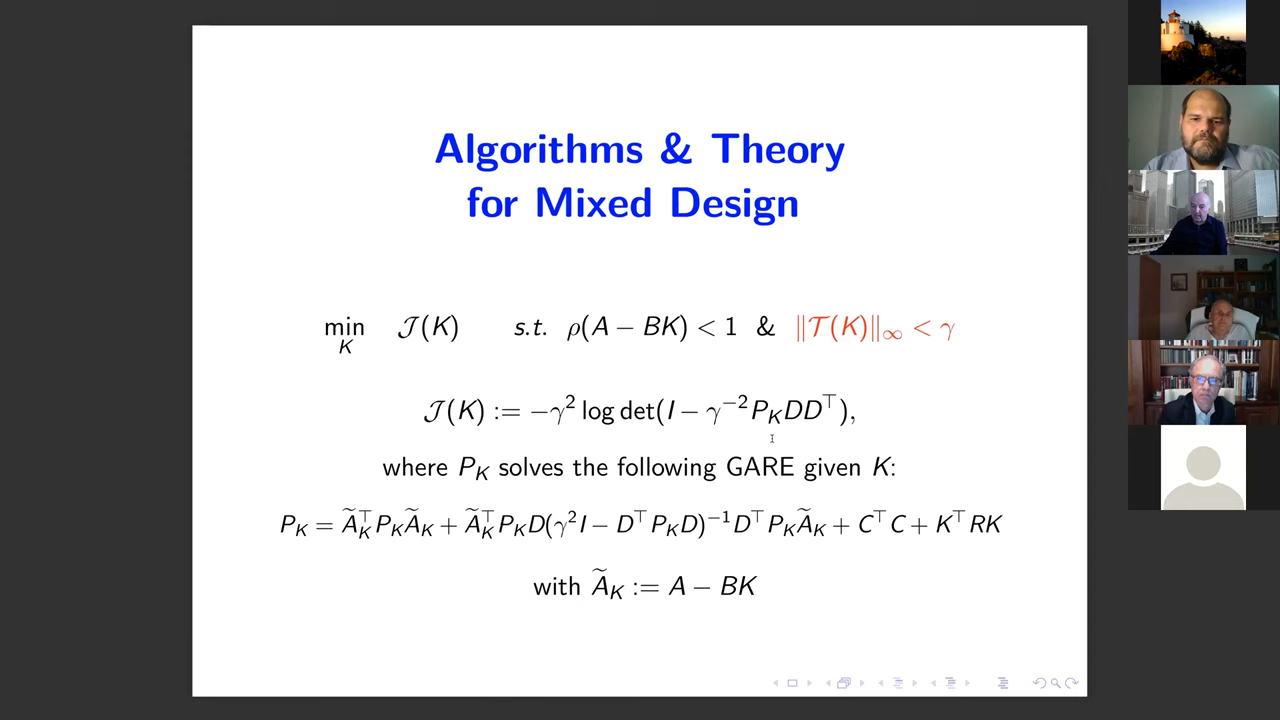 Algorithms & Theory
for Mixed Design
min_K 𝒥(K) s.t. ρ(A − BK) < 1 & ‖𝒯(K)‖_∞ < γ
𝒥(K) := −γ² log det(I − γ⁻² P_K DD^⊤),
where P_K solves the following GARE given K:
P_K = Ã_K^⊤ P_K Ã_K + Ã_K^⊤ P_K D(γ² I − D^⊤ P_K D)⁻¹ D^⊤ P_K Ã_K + C^⊤ C + K^⊤ RK
with Ã_K := A − BK